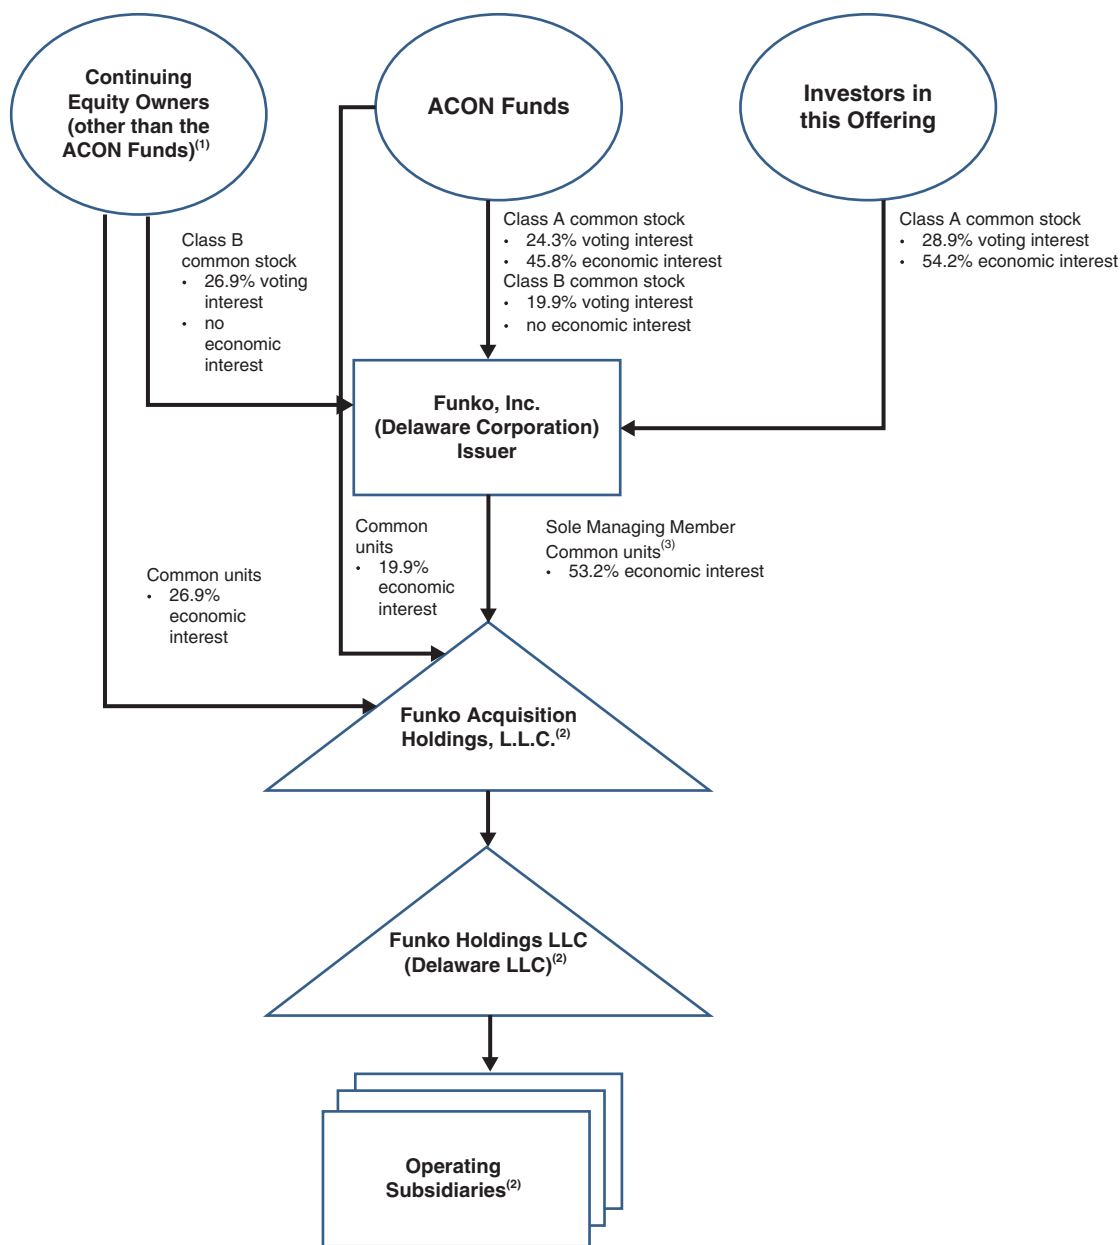 Continuing
Equity Owners
(other than the
ACON Funds)(1)
ACON Funds
Investors in
this Offering
Class B
common stock
• 26.9% voting
interest
• no
economic
interest
Class A common stock
• 24.3% voting interest
• 45.8% economic interest
Class B common stock
• 19.9% voting interest
• no economic interest
Class A common stock
• 28.9% voting interest
• 54.2% economic interest
Funko, Inc.
(Delaware Corporation)
Issuer
Common units
• 26.9%
economic
interest
Common
units
• 19.9%
economic
interest
Sole Managing Member
Common units(3)
• 53.2% economic interest
Funko Acquisition
Holdings, L.L.C.(2)
Funko Holdings LLC
(Delaware LLC)(2)
Operating
Subsidiaries(2)